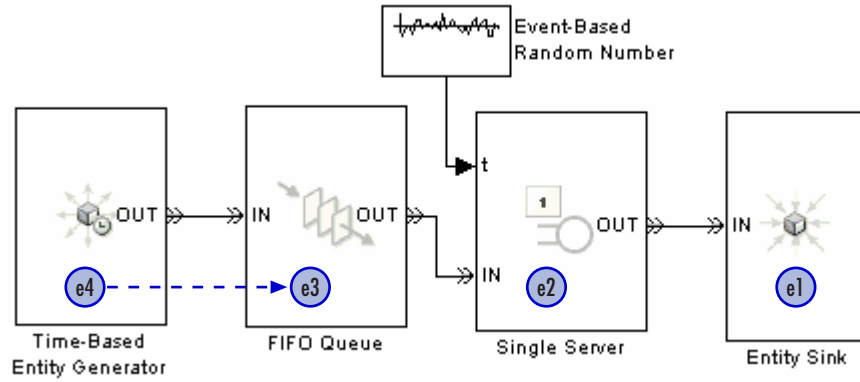 Event-Based
Random Number
OUT
IN
OUT
t
IN
1
OUT
IN
e4
e3
e2
e1
Time-Based
Entity Generator
FIFO Queue
Single Server
Entity Sink